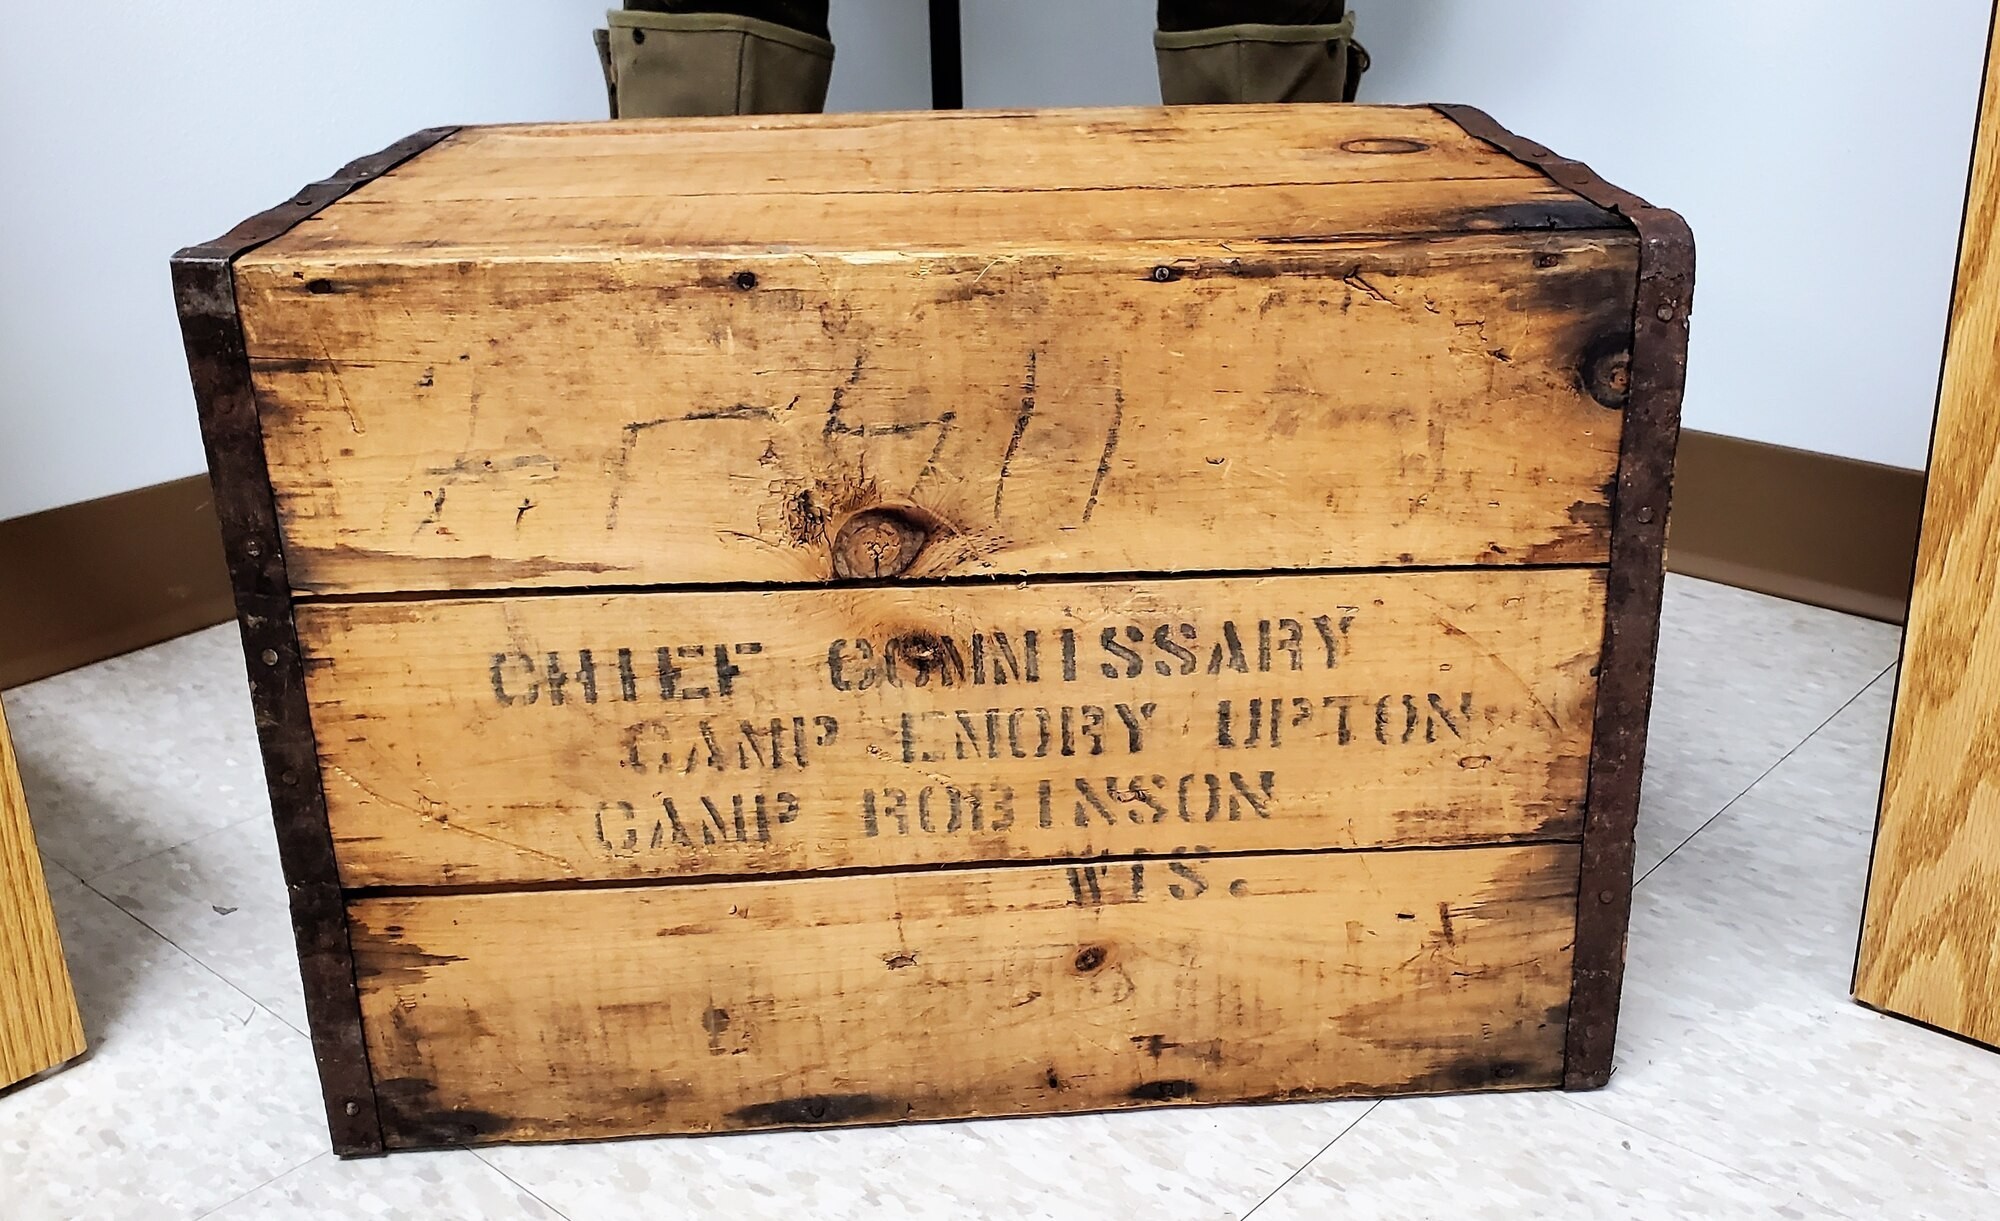 CHIEF COMMISSARY
CAMP EMORY UPTON
CAMP ROBINSON
WIS.